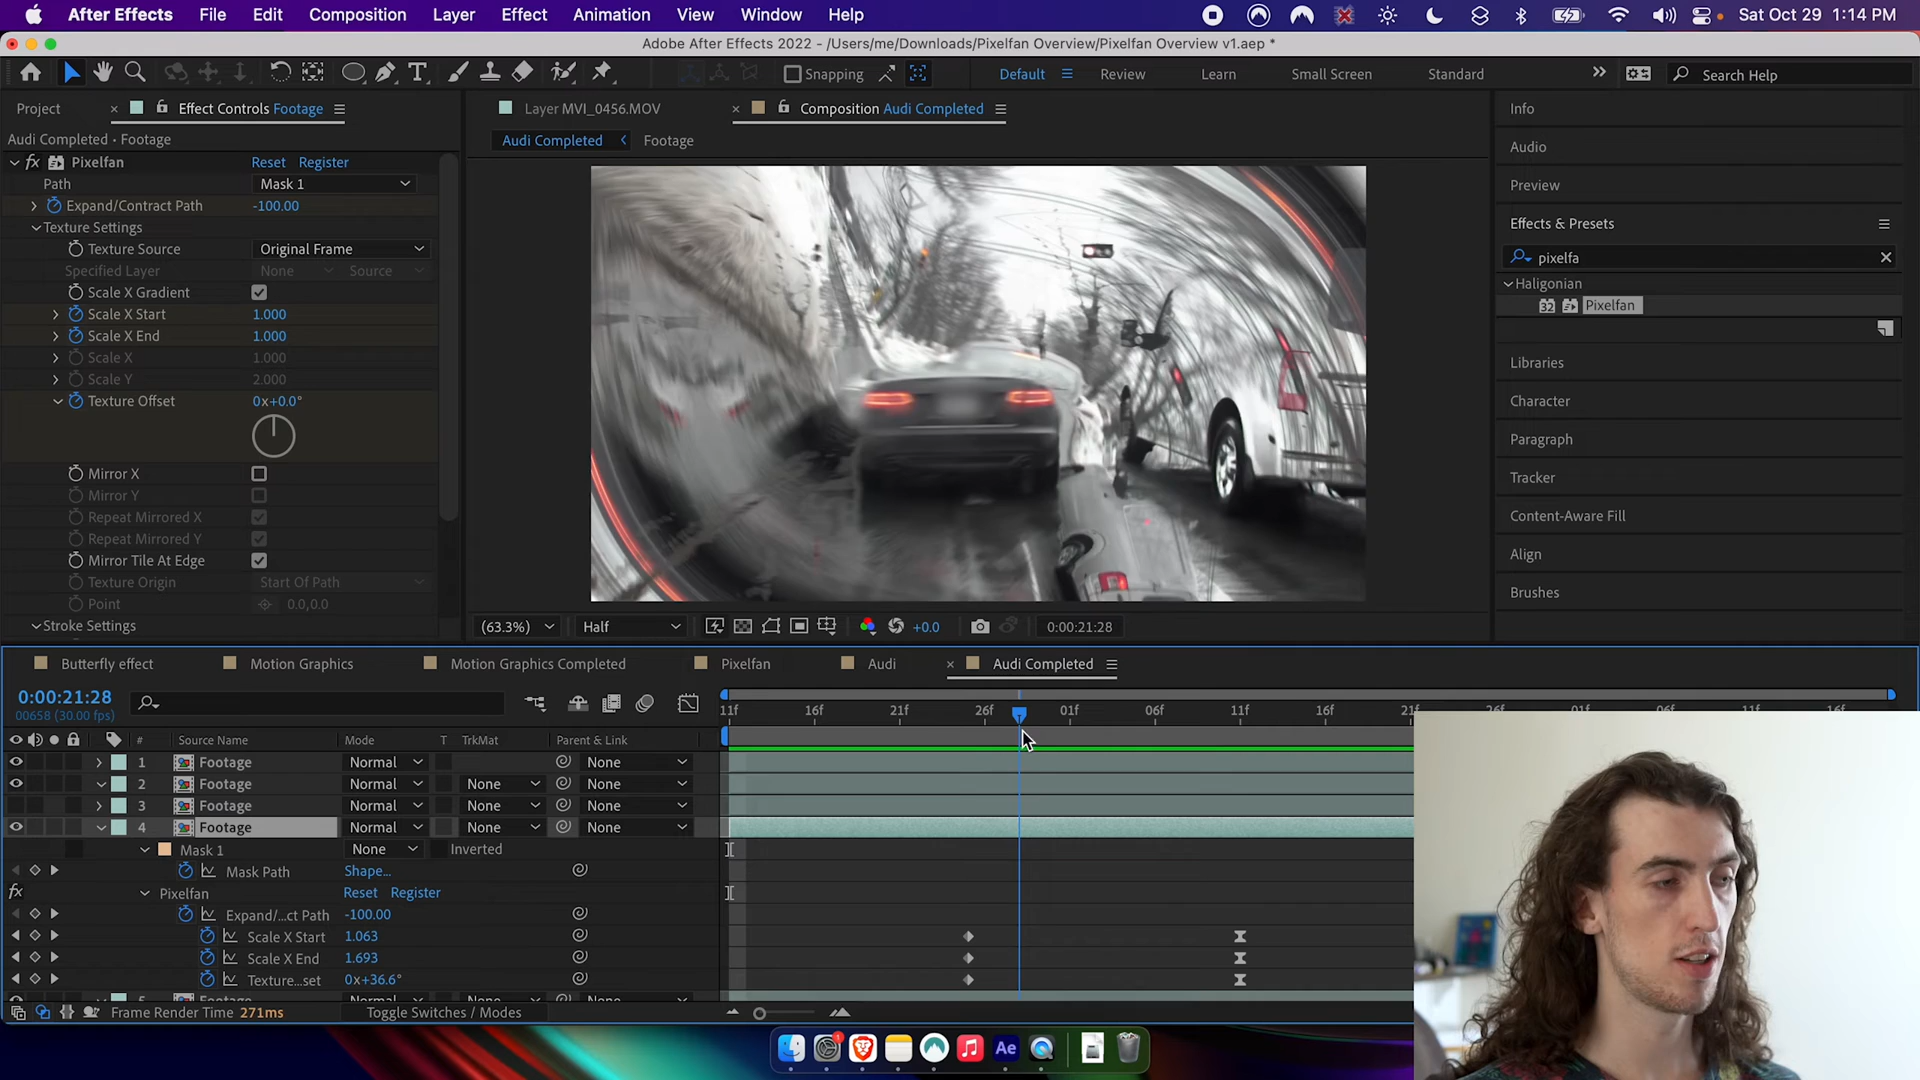 After Effects File Edit Composition Layer Effect Animation View Window Help Sat Oct 29 1:14 PM
Adobe After Effects 2022 - /Users/me/Downloads/Pixelfan Overview/Pixelfan Overview v1.aep *
Snapping Default Review Learn Small Screen Standard Search Help
Project Effect Controls Footage Layer MVI_0456.MOV Composition Audi Completed Info
Audi Completed • Footage Audi Completed Footage Audio
Pixelfan Reset Register
Path Mask 1 Preview
Expand/Contract Path -100.00
Texture Settings Effects & Presets
Texture Source Original Frame pixelfa
Specified Layer None Source
Scale X Gradient Haligonian
Scale X Start 1.000 32 Pixelfan
Scale X End 1.000
Scale X 1.000 Libraries
Scale Y 2.000
Texture Offset 0x+0.0° Character
Paragraph
Mirror X Tracker
Mirror Y
Repeat Mirrored X Content-Aware Fill
Repeat Mirrored Y
Mirror Tile At Edge Align
Texture Origin Start Of Path
Point 0.0,0.0 Brushes
Stroke Settings (63.3%) Half +0.0 0:00:21:28
Butterfly effect Motion Graphics Motion Graphics Completed Pixelfan Audi Audi Completed
0:00:21:28
00658 (30.00 fps) 11f 16f 21f 26f 01f 06f 11f 16f 21f
# Source Name Mode T TrkMat Parent & Link
1 Footage Normal None
2 Footage Normal None None
3 Footage Normal None None
4 Footage Normal None None
Mask 1 None Inverted
Mask Path Shape...
fx Pixelfan Reset Register
Expand/...ct Path -100.00
Scale X Start 1.063
Scale X End 1.693
Texture...set 0x+36.6°
Frame Render Time 271ms Toggle Switches / Modes
Ae